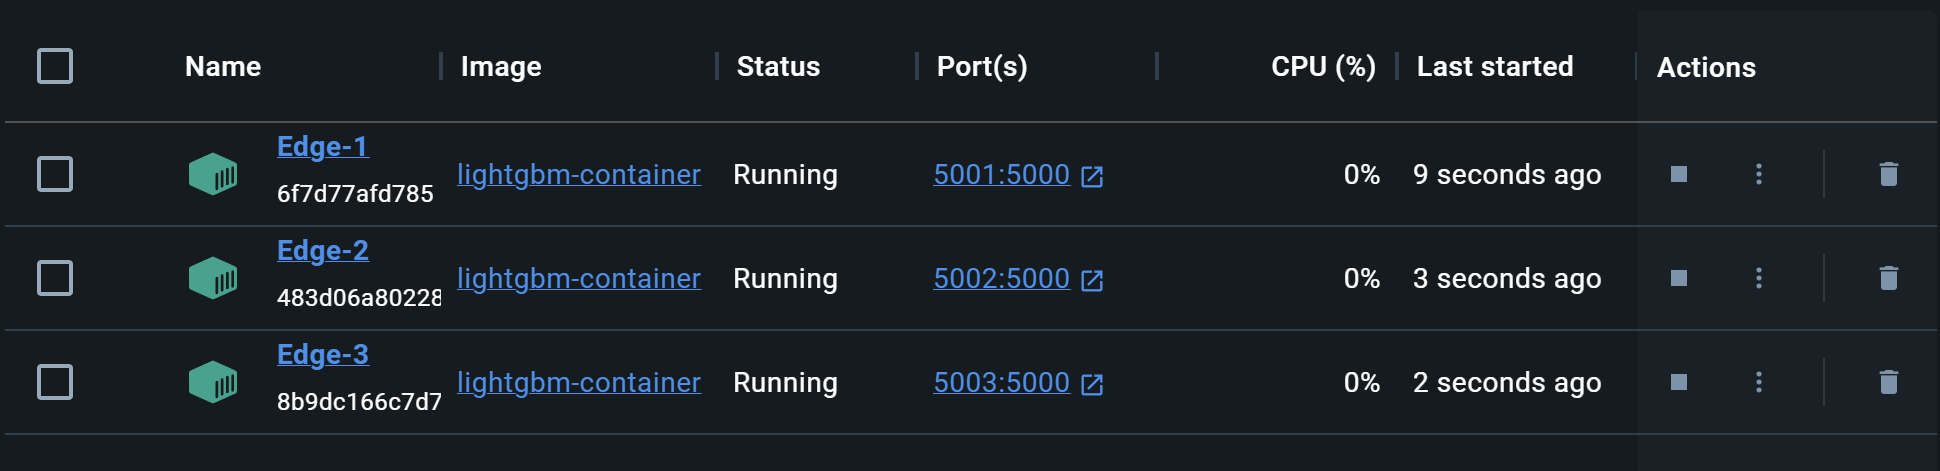 Name Image Status Port(s) CPU (%) Last started Actions
Edge-1
6f7d77afd785
lightgbm-container Running 5001:5000 0% 9 seconds ago
Edge-2
483d06a80228
lightgbm-container Running 5002:5000 0% 3 seconds ago
Edge-3
8b9dc166c7d7
lightgbm-container Running 5003:5000 0% 2 seconds ago